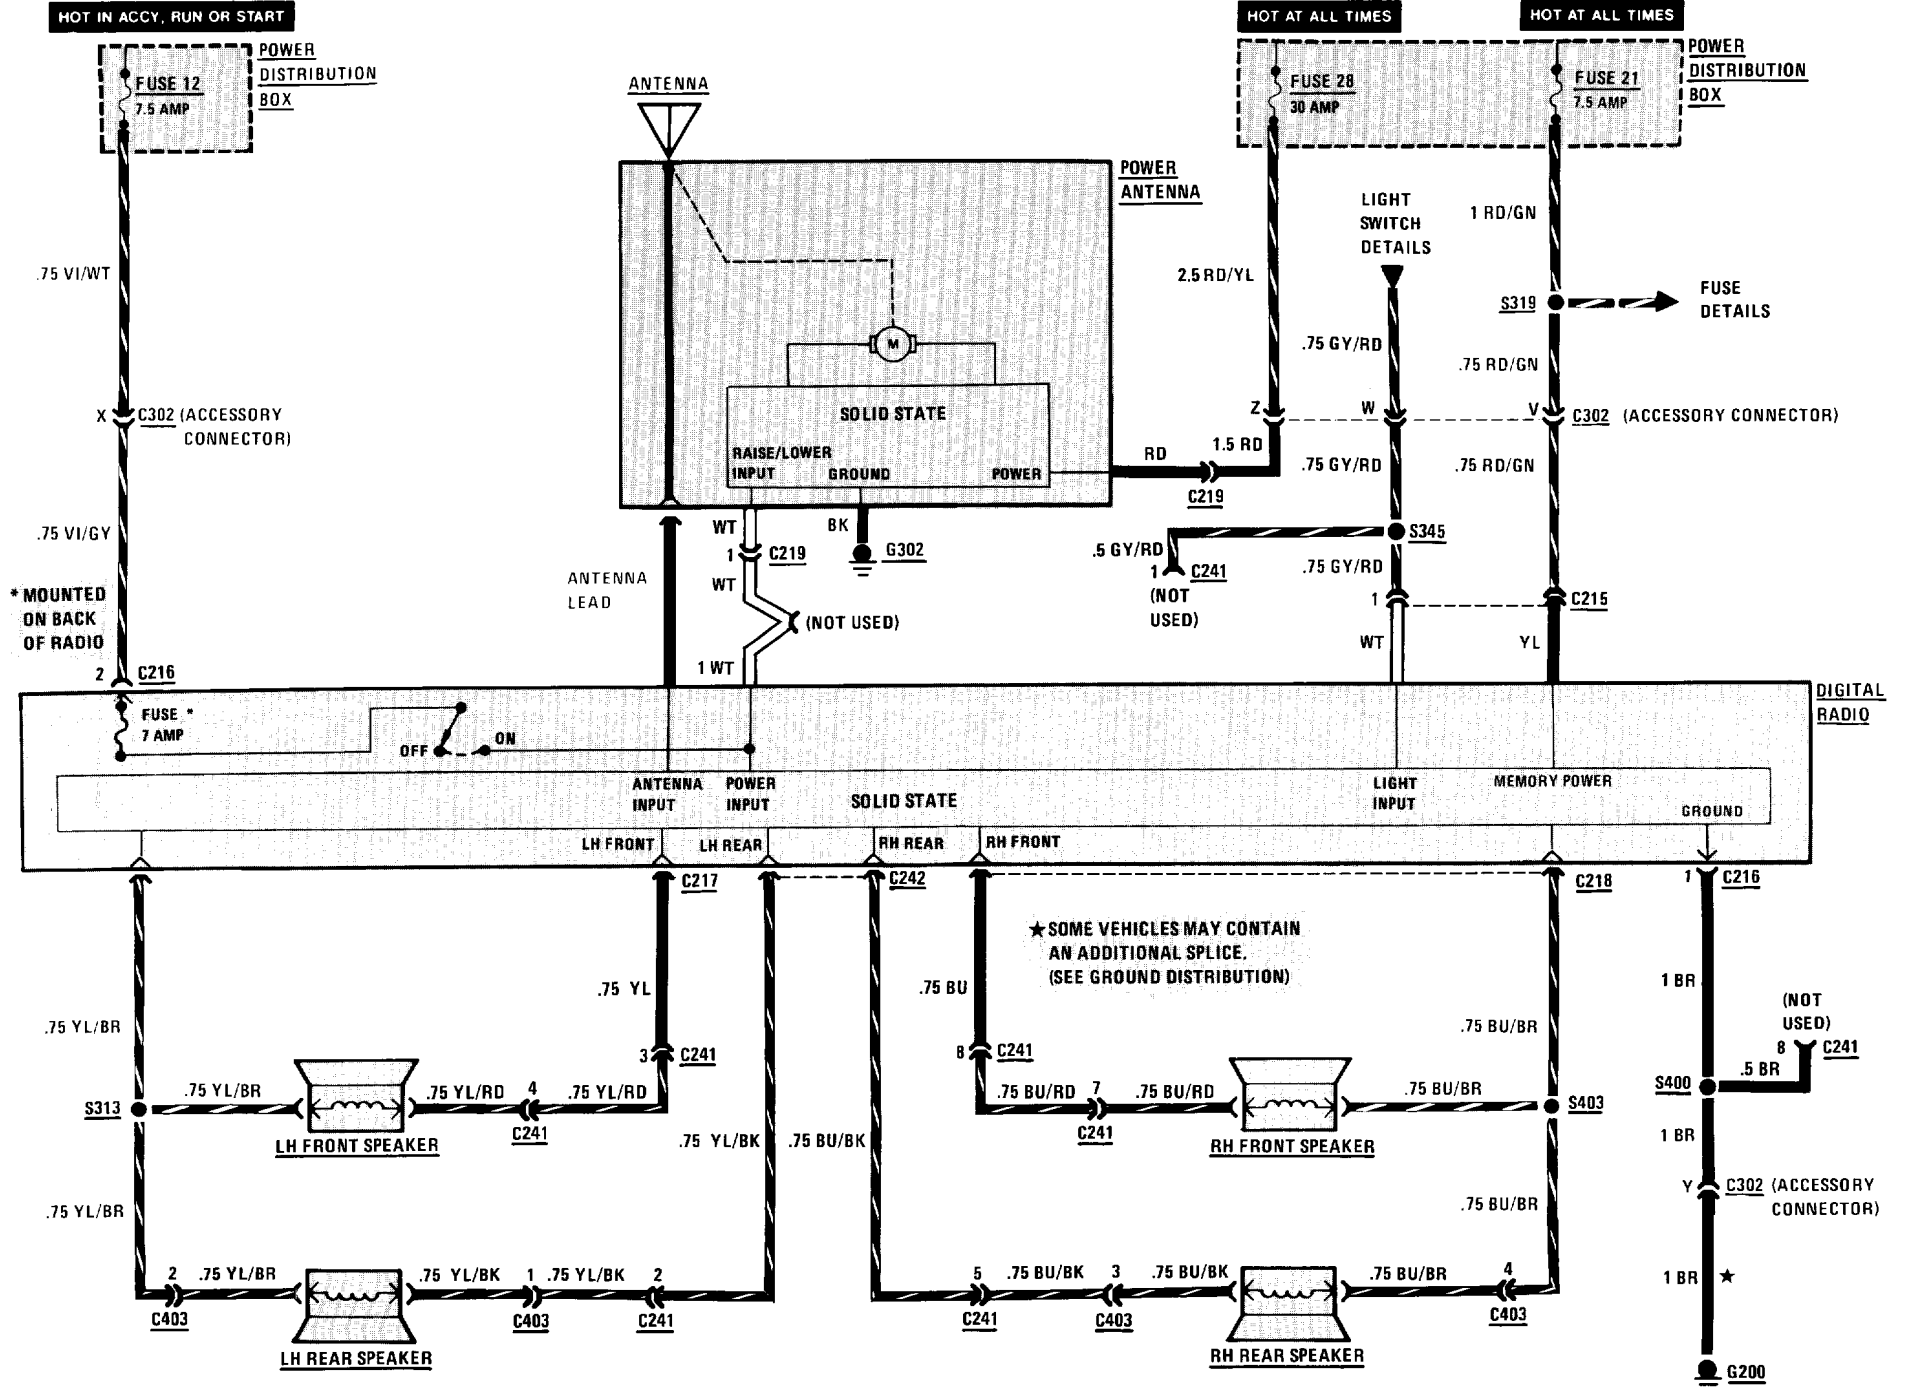 HOT IN ACCY, RUN OR START
HOT AT ALL TIMES
HOT AT ALL TIMES
POWER
DISTRIBUTION
BOX
FUSE 12
7.5 AMP
ANTENNA
FUSE 28
30 AMP
FUSE 21
7.5 AMP
POWER
DISTRIBUTION
BOX
POWER
ANTENNA
LIGHT
SWITCH
DETAILS
1 RD/GN
.75 VI/WT
2.5 RD/YL
S319
FUSE
DETAILS
M
.75 GY/RD
.75 RD/GN
X
C302 (ACCESSORY
CONNECTOR)
SOLID STATE
RAISE/LOWER
INPUT
GROUND
POWER
Z
W
V
C302 (ACCESSORY CONNECTOR)
RD
1.5 RD
C219
.75 GY/RD
.75 RD/GN
.75 VI/GY
WT
1
C219
WT
BK
G302
S345
.5 GY/RD
1
C241
(NOT
USED)
.75 GY/RD
1
C215
* MOUNTED
ON BACK
OF RADIO
ANTENNA
LEAD
(NOT USED)
1 WT
WT
YL
2
C216
DIGITAL
RADIO
FUSE *
7 AMP
OFF
ON
ANTENNA
INPUT
POWER
INPUT
SOLID STATE
LIGHT
INPUT
MEMORY POWER
GROUND
LH FRONT
LH REAR
RH REAR
RH FRONT
C217
C242
C218
1
C216
★SOME VEHICLES MAY CONTAIN
AN ADDITIONAL SPLICE.
(SEE GROUND DISTRIBUTION)
.75 YL
.75 BU
1 BR
(NOT
USED)
.75 YL/BR
.75 BU/BR
3
C241
8
C241
8
C241
.5 BR
S313
.75 YL/BR
.75 YL/RD
4
.75 YL/RD
C241
LH FRONT SPEAKER
.75 BU/RD
7
.75 BU/RD
C241
.75 BU/BR
S403
RH FRONT SPEAKER
S400
.75 YL/BK
.75 BU/BK
1 BR
.75 YL/BR
.75 BU/BR
Y
C302 (ACCESSORY
CONNECTOR)
2
.75 YL/BR
C403
.75 YL/BK
1
.75 YL/BK
2
C403
C241
LH REAR SPEAKER
5
.75 BU/BK
3
.75 BU/BK
C241
C403
.75 BU/BR
4
C403
RH REAR SPEAKER
1 BR ★
G200